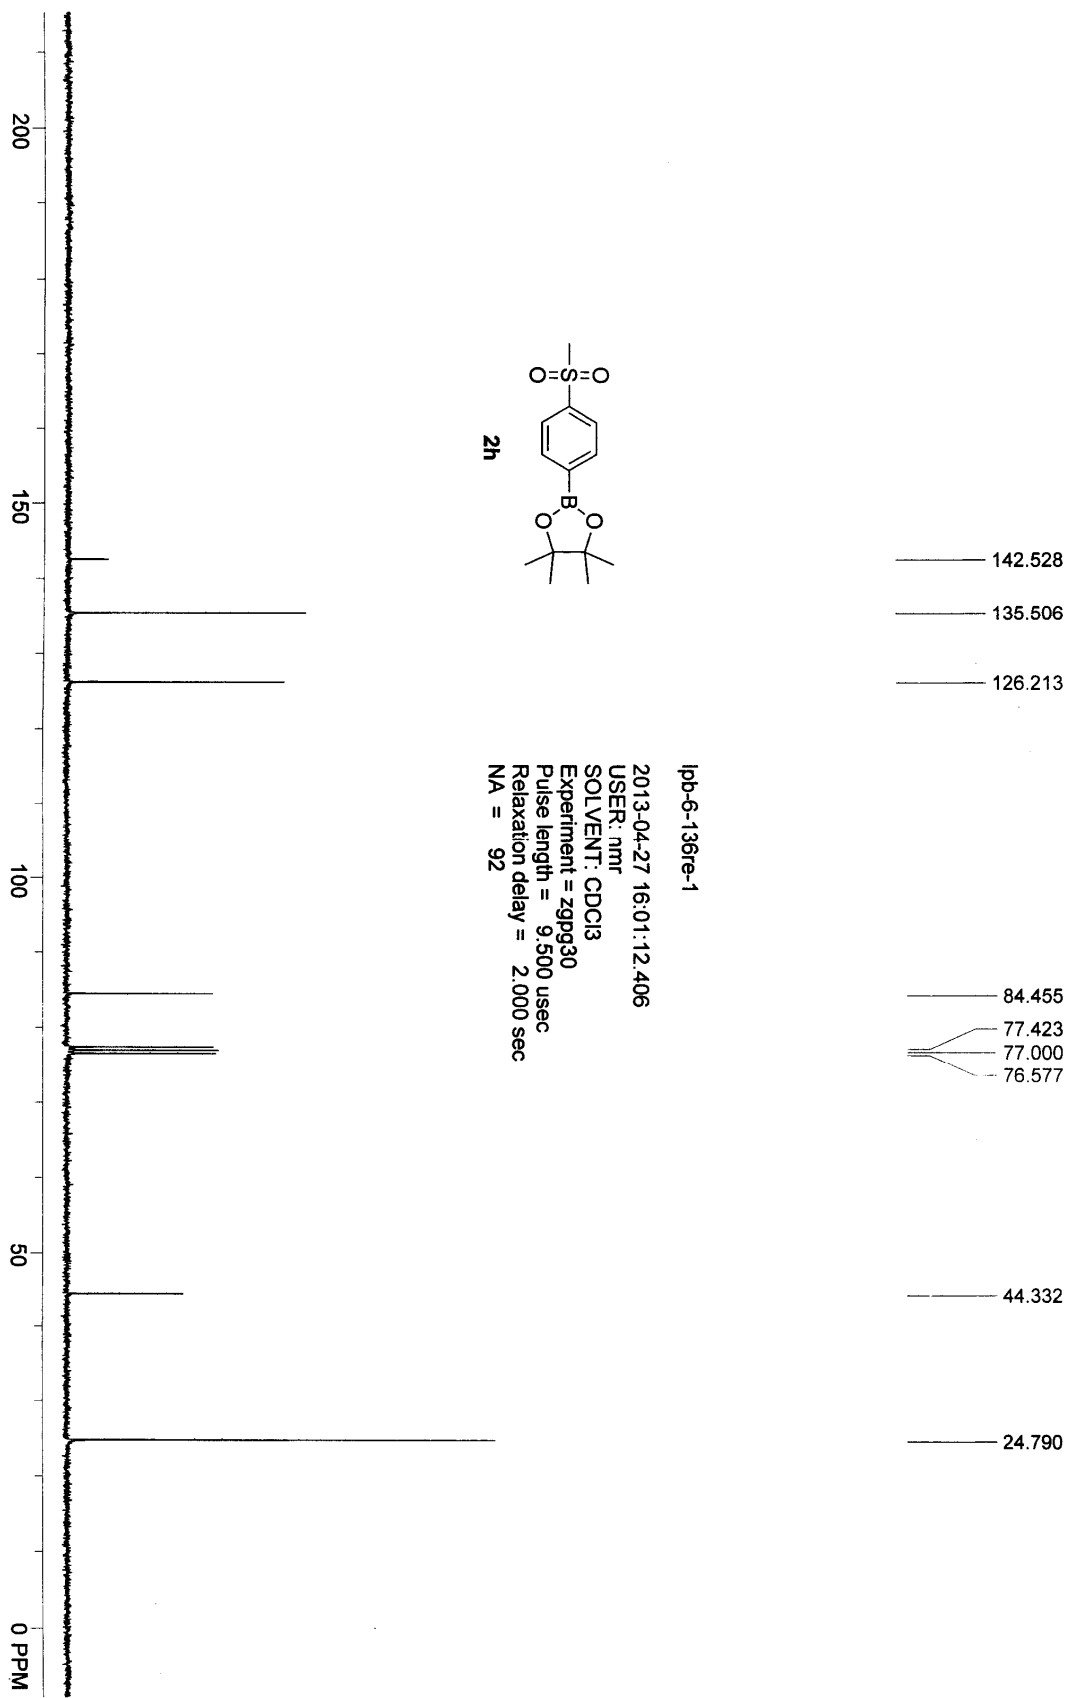 lpb-6-136re-1
2013-04-27 16:01:12.406
USER: nmr
SOLVENT: CDCl3
Experiment = zgpg30
Pulse length = 9.500 usec
Relaxation delay = 2.000 sec
NA = 92
142.528
135.506
126.213
84.455
77.423
77.000
76.577
44.332
24.790
O=S=O
B
O
O
2h
200
150
100
50
0 PPM